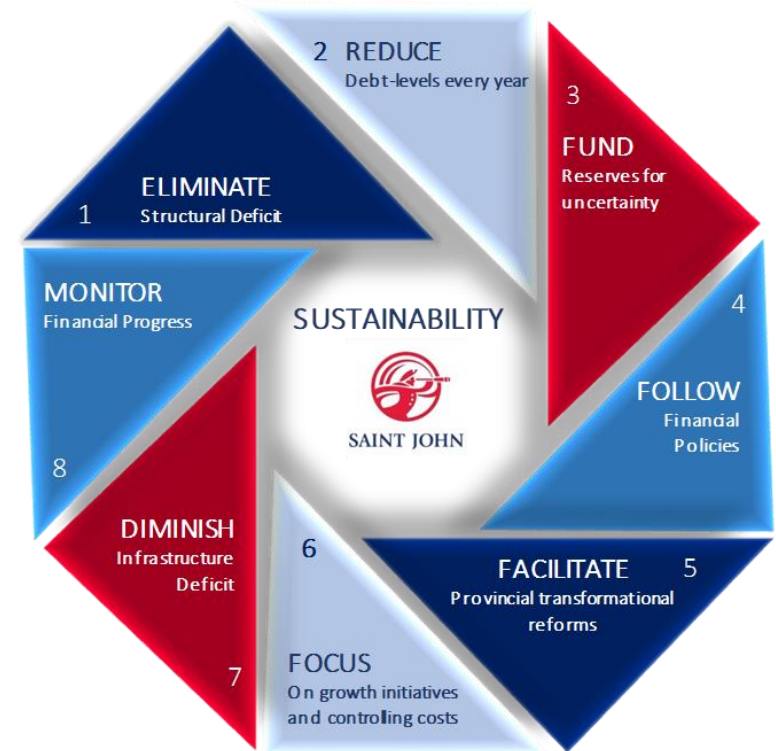 1
ELIMINATE
Structural Deficit
2 REDUCE
Debt-levels every year
3
FUND
Reserves for
uncertainty
4
FOLLOW
Financial
Policies
5
FACILITATE
Provincial transformational
reforms
6
FOCUS
On growth initiatives
and controlling costs
7
DIMINISH
Infrastructure
Deficit
8
MONITOR
Financial Progress
SUSTAINABILITY
SAINT JOHN